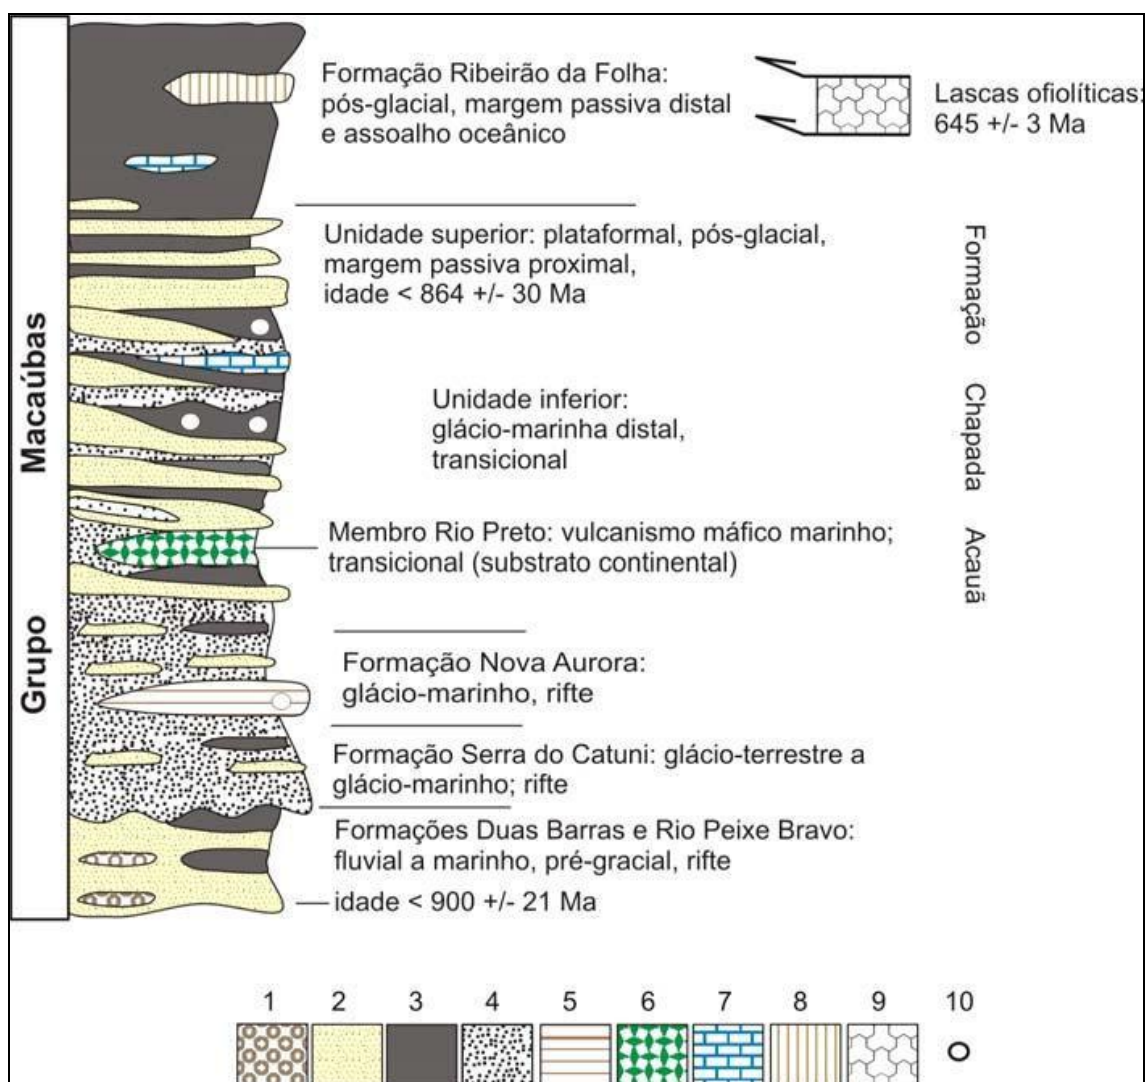 Formação Ribeirão da Folha:
pós-glacial, margem passiva distal
e assoalho oceânico
Lascas ofiolíticas:
645 +/- 3 Ma
Unidade superior: plataformal, pós-glacial,
margem passiva proximal,
idade < 864 +/- 30 Ma
Unidade inferior:
glácio-marinha distal,
transicional
Formação Chapada Acauã
Membro Rio Preto: vulcanismo máfico marinho;
transicional (substrato continental)
Formação Nova Aurora:
glácio-marinho, rifte
Formação Serra do Catuni: glácio-terrestre a
glácio-marinho; rifte
Formações Duas Barras e Rio Peixe Bravo:
fluvial a marinho, pré-gracial, rifte
idade < 900 +/- 21 Ma
Grupo Macaúbas
1 2 3 4 5 6 7 8 9 10